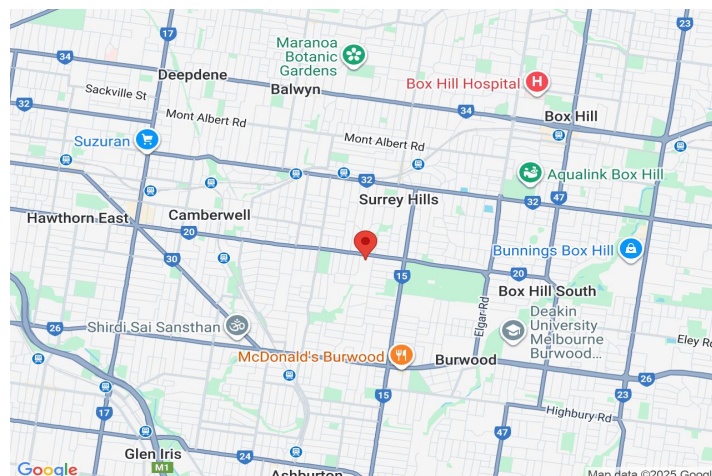 23
17
Maranoa
Botanic
Gardens
34
Deepdene
Balwyn
Box Hill Hospital
H
Sackville St
32
Mont Albert Rd
34
Box Hill
Suzuran
Mont Albert Rd
Aqualink Box Hill
32
Surrey Hills
47
32
Hawthorn East
Camberwell
20
Bunnings Box Hill
30
15
20
Box Hill South
Elgar Rd
Deakin
University
Melbourne
Burwood...
26
Shirdi Sai Sansthan
McDonald's Burwood
Burwood
Eley Rd
26
17
15
23
Highbury Rd
47
Glen Iris
24
M1
Ashburton
Google
Map data ©2025 Google